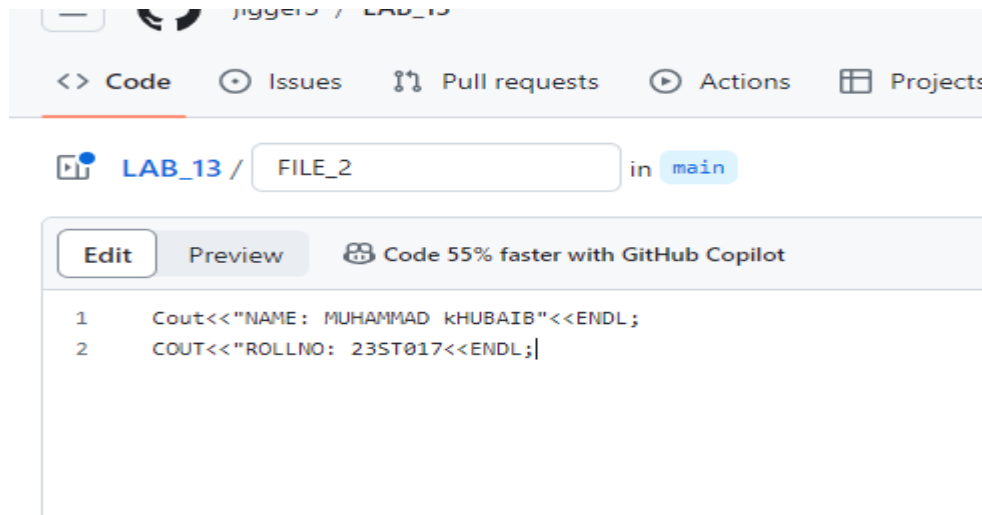 <> Code Issues Pull requests Actions Projects
LAB_13 / FILE_2 in main
Edit Preview Code 55% faster with GitHub Copilot
1 Cout<<"NAME: MUHAMMAD kHUBAIB"<<ENDL;
2 COUT<<"ROLLNO: 23ST017<<ENDL;